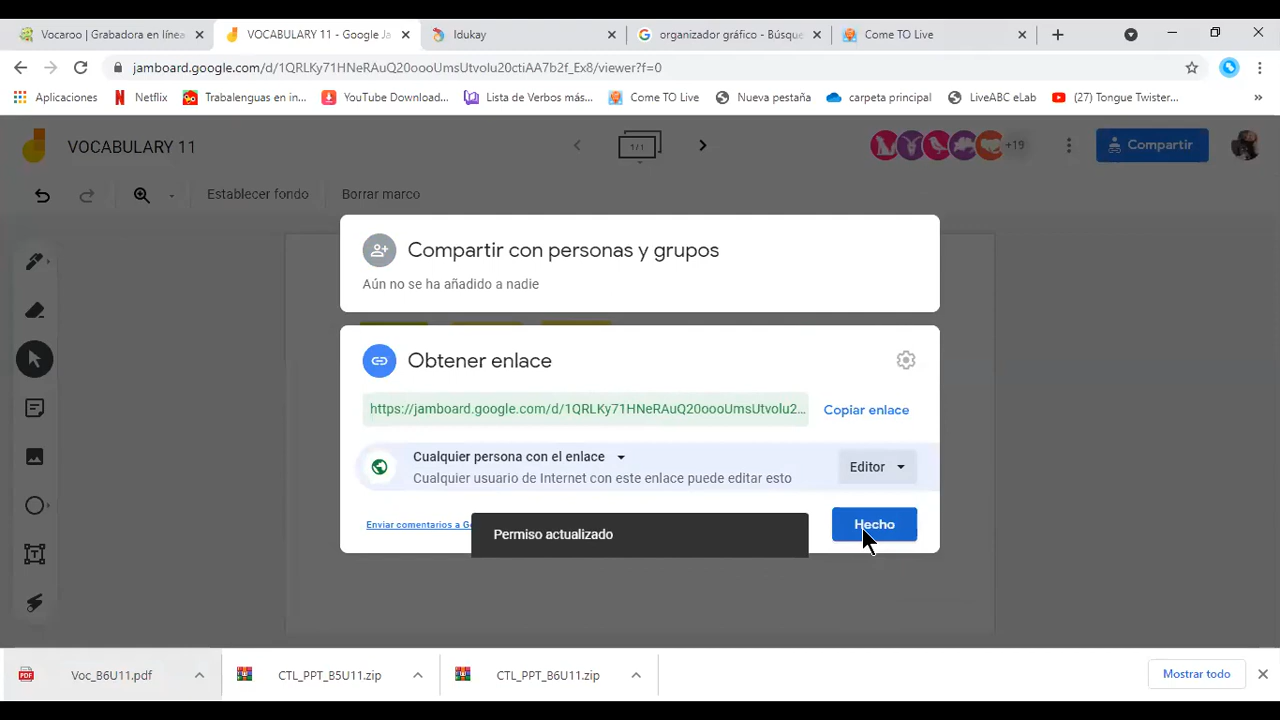 Vocaroo | Grabadora en línea
VOCABULARY 11 - Google Ja
Idukay
organizador gráfico - Búsque
Come TO Live
jamboard.google.com/d/1QRLKy71HNeRAuQ20oooUmsUtvolu20ctiAA7b2f_Ex8/viewer?f=0
Aplicaciones
Netflix
Trabalenguas en in...
YouTube Download...
Lista de Verbos más...
Come TO Live
Nueva pestaña
carpeta principal
LiveABC eLab
(27) Tongue Twister...
»
VOCABULARY 11
1/1
+19
Compartir
Establecer fondo
Borrar marco
Compartir con personas y grupos
Aún no se ha añadido a nadie
Obtener enlace
https://jamboard.google.com/d/1QRLKy71HNeRAuQ20oooUmsUtvolu2...
Copiar enlace
Cualquier persona con el enlace
Cualquier usuario de Internet con este enlace puede editar esto
Editor
Enviar comentarios a Go
Permiso actualizado
Hecho
PDF
Voc_B6U11.pdf
CTL_PPT_B5U11.zip
CTL_PPT_B6U11.zip
Mostrar todo